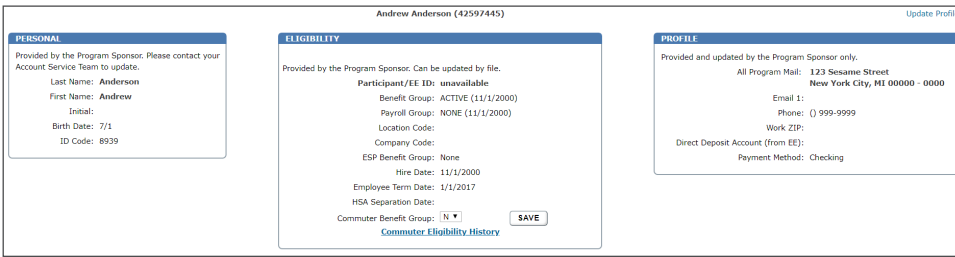 Andrew Anderson (42597445)
Update Profil
PERSONAL
Provided by the Program Sponsor. Please contact your
Account Service Team to update.
Last Name: Anderson
First Name: Andrew
Initial:
Birth Date: 7/1
ID Code: 8939
ELIGIBILITY
Provided by the Program Sponsor. Can be updated by file.
Participant/EE ID: unavailable
Benefit Group: ACTIVE (11/1/2000)
Payroll Group: NONE (11/1/2000)
Location Code:
Company Code:
ESP Benefit Group: None
Hire Date: 11/1/2000
Employee Term Date: 1/1/2017
HSA Separation Date:
Commuter Benefit Group: N ▼ SAVE
Commuter Eligibility History
PROFILE
Provided and updated by the Program Sponsor only.
All Program Mail: 123 Sesame Street
New York City, MI 00000 - 0000
Email 1:
Phone: () 999-9999
Work ZIP:
Direct Deposit Account (from EE):
Payment Method: Checking